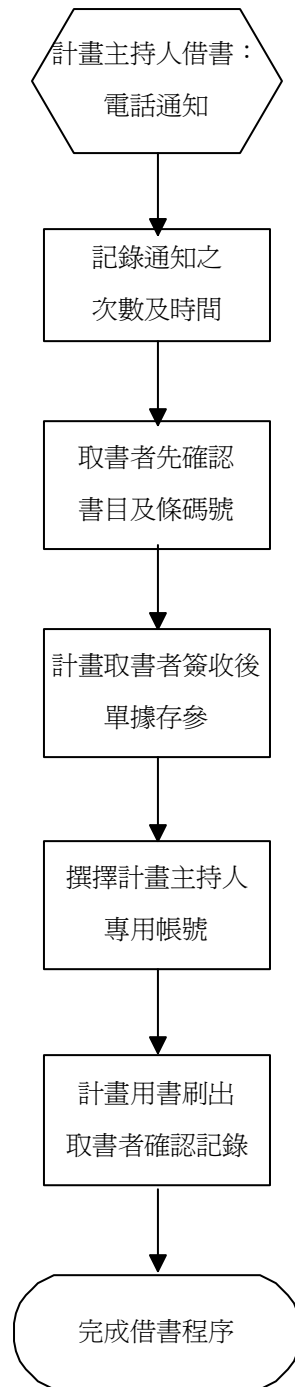 計畫主持人借書：
電話通知
記錄通知之
次數及時間
取書者先確認
書目及條碼號
計畫取書者簽收後
單據存參
撰擇計畫主持人
專用帳號
計畫用書刷出
取書者確認記錄
完成借書程序